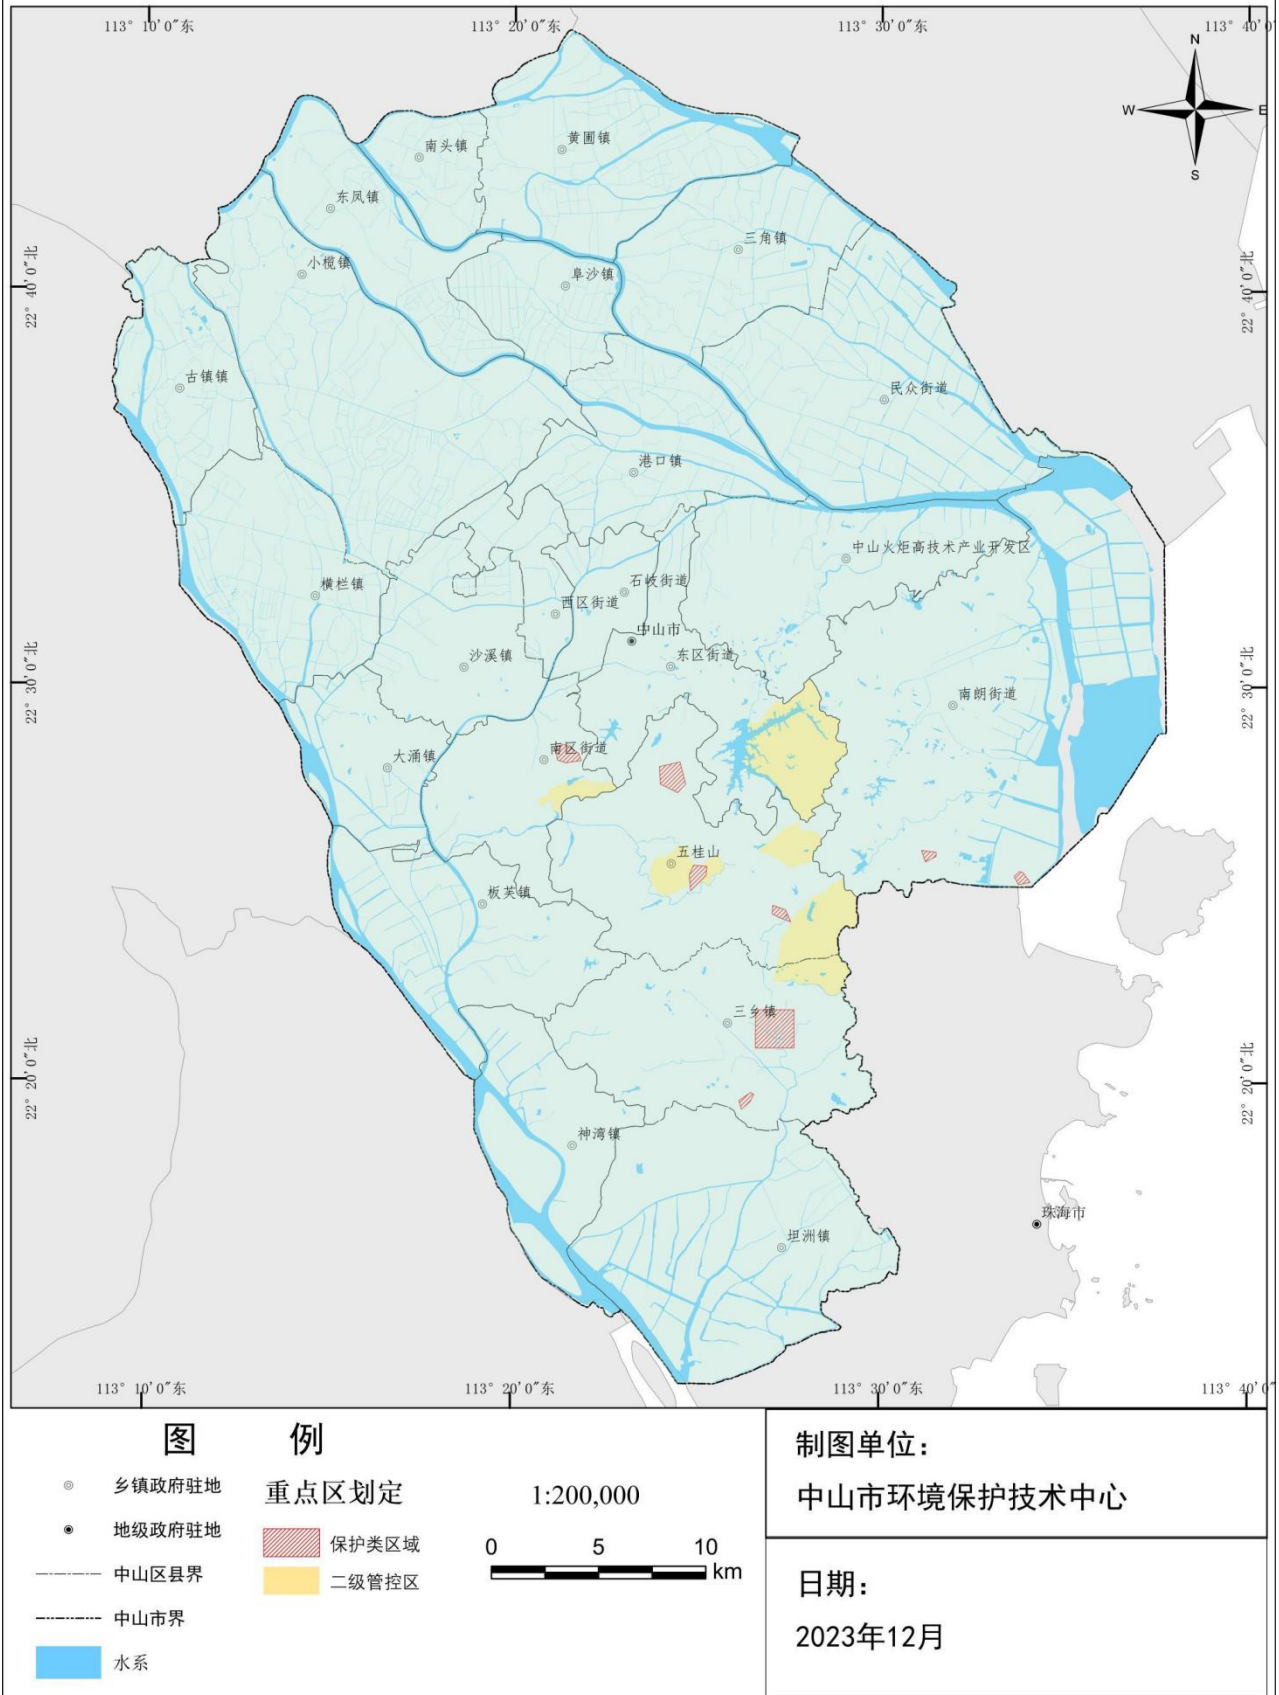 113° 10′0″东
113° 20′0″东
113° 30′0″东
113° 40′0″
N
W
E
S
黄圃镇
南头镇
东凤镇
三角镇
小榄镇
阜沙镇
22° 40′0″北
22° 40′0″北
古镇镇
民众街道
港口镇
中山火炬高技术产业开发区
横栏镇
石岐街道
西区街道
中山市
沙溪镇
东区街道
22° 30′0″北
22° 30′0″北
南朗街道
大涌镇
南区街道
五桂山
板芙镇
三乡镇
22° 20′0″北
22° 20′0″北
神湾镇
珠海市
坦洲镇
113° 10′0″东
113° 20′0″东
113° 30′0″东
113° 40′0″
图 例
乡镇政府驻地
地级政府驻地
中山区县界
中山市界
水系
重点区划定
保护类区域
二级管控区
1:200,000
0 5 10
km
制图单位：
中山市环境保护技术中心
日期：
2023年12月